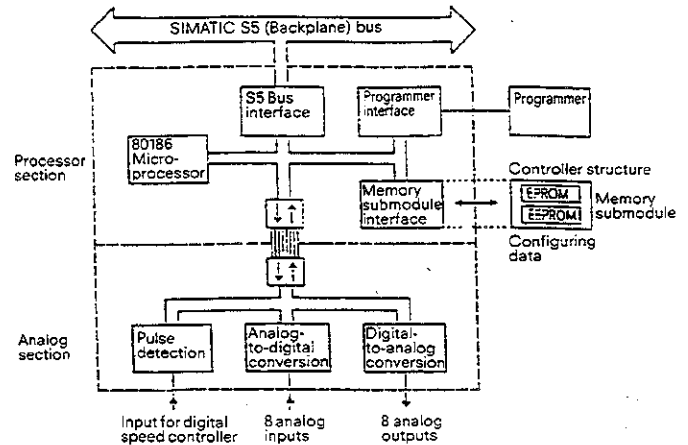 SIMATIC S5 (Backplane) bus
S5 Bus
interface
Programmer
interface
Programmer
80186
Micro-
processor
Processor
section
Memory
submodule
interface
Controller structure
EPROM
EEPROM
Memory
submodule
Configuring
data
Analog
section
Pulse
detection
Analog-
to-digital
conversion
Digital-
to-analog
conversion
Input for digital
speed controller
8 analog
inputs
8 analog
outputs